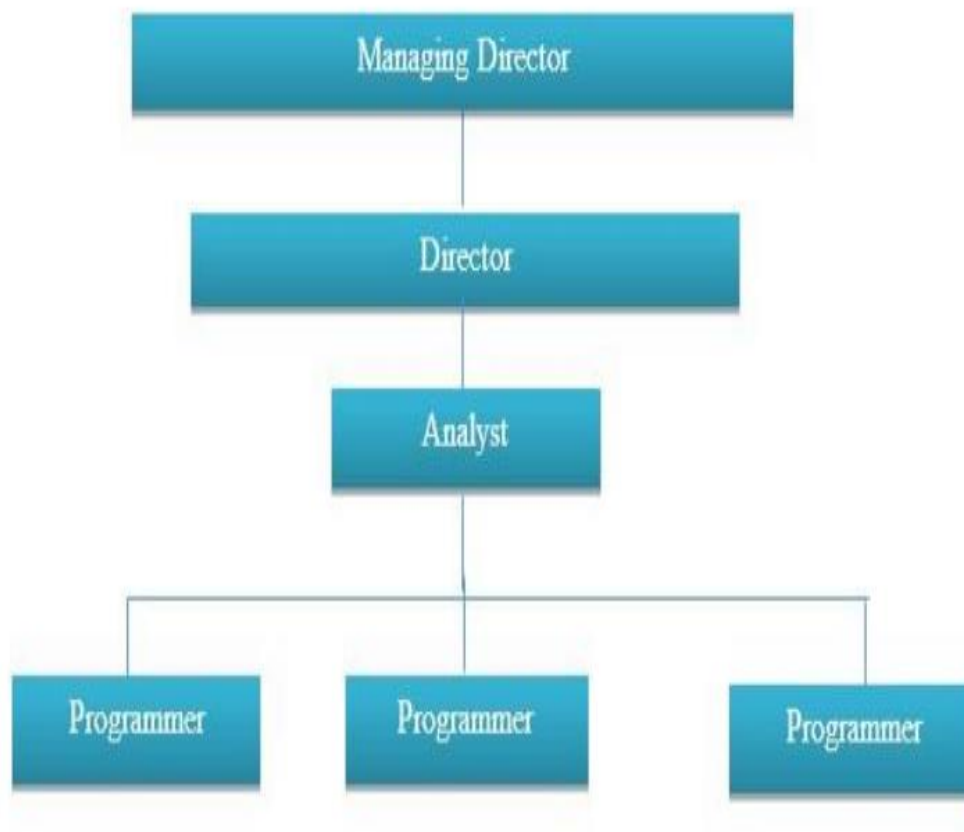 Managing Director
Director
Analyst
Programmer
Programmer
Programmer